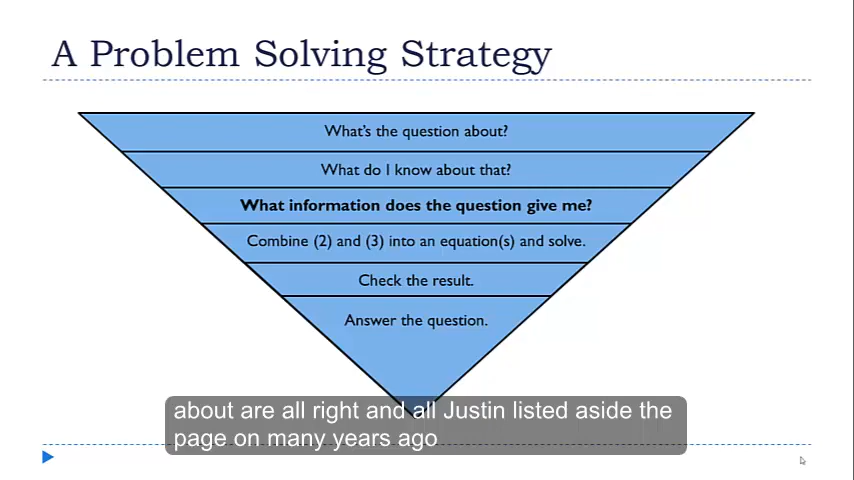 A Problem Solving Strategy
What's the question about?
What do I know about that?
What information does the question give me?
Combine (2) and (3) into an equation(s) and solve.
Check the result.
Answer the question.
about are all right and all Justin listed aside the
page on many years ago